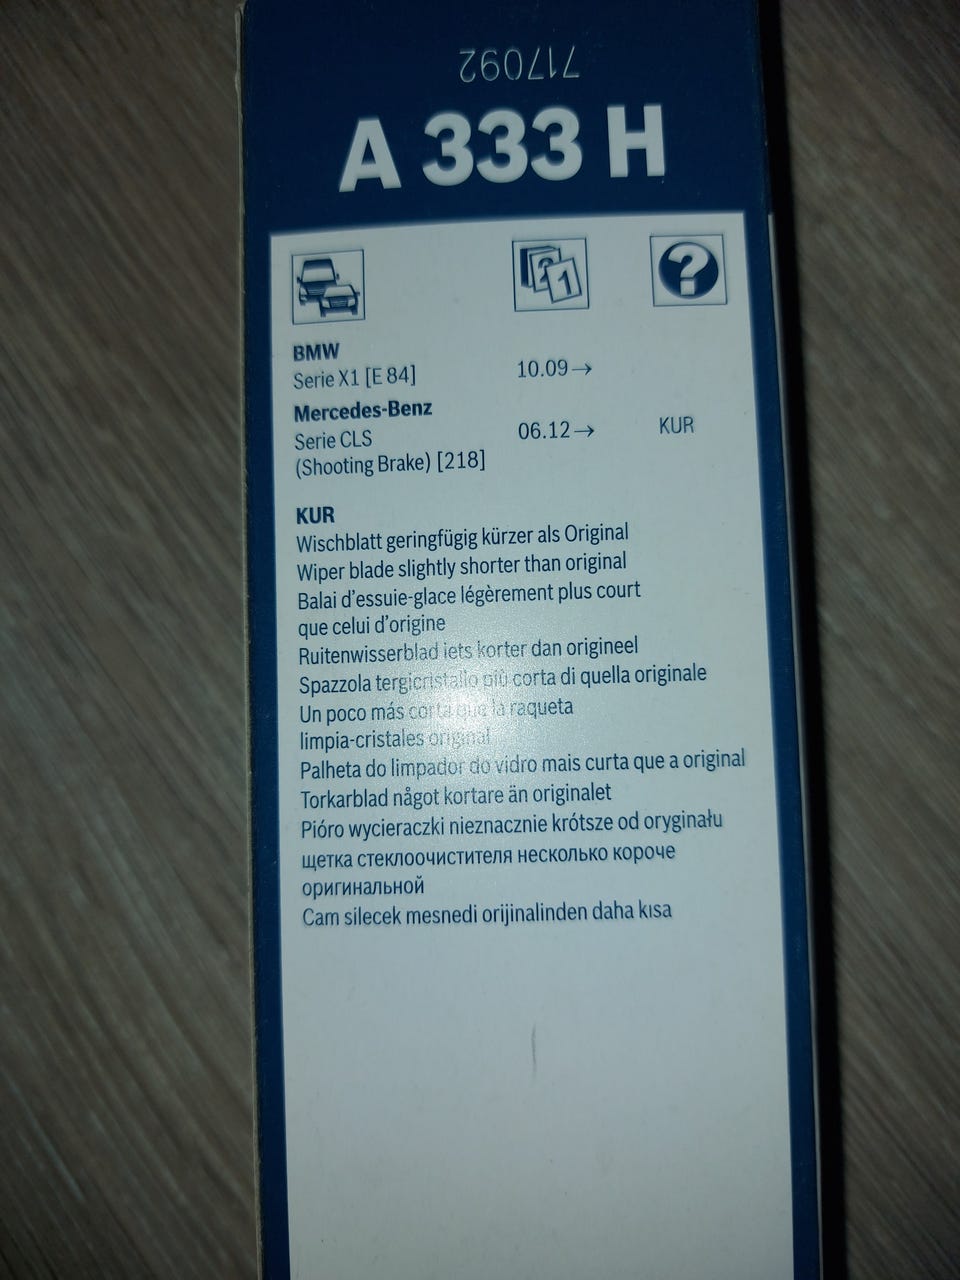 717092
A 333 H
2 1 ?
BMW
Serie X1 [E 84] 10.09→
Mercedes-Benz
Serie CLS 06.12→ KUR
(Shooting Brake) [218]
KUR
Wischblatt geringfügig kürzer als Original
Wiper blade slightly shorter than original
Balai d'essuie-glace légèrement plus court
que celui d'origine
Ruitenwisserblad iets korter dan origineel
Spazzola tergicristallo più corta di quella originale
Un poco más corta que la raqueta
limpia-cristales original
Palheta do limpador do vidro mais curta que a original
Torkarblad något kortare än originalet
Pióro wycieraczki nieznacznie krótsze od oryginału
щетка стеклоочистителя несколько короче
оригинальной
Cam silecek mesnedi orijinalinden daha kısa